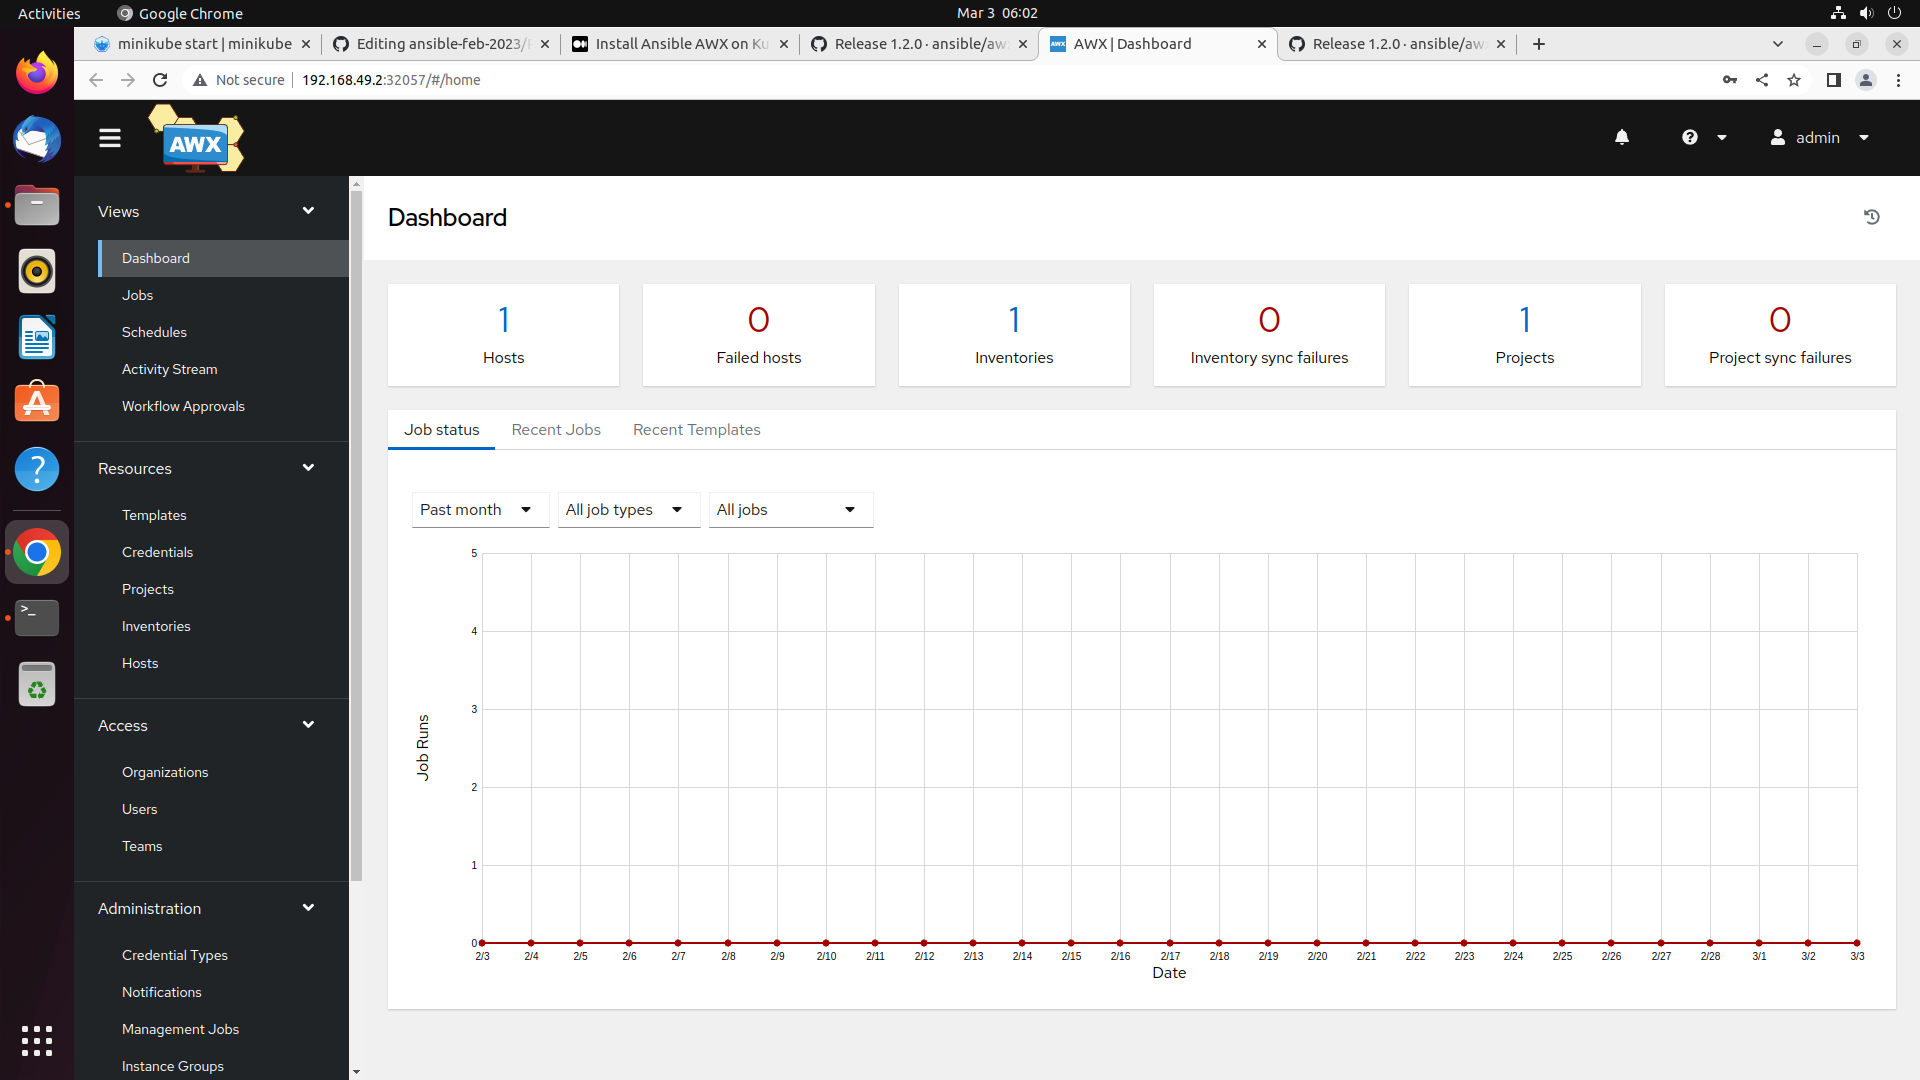 Activities
Google Chrome
Mar 3 06:02
minikube start | minikube
Editing ansible-feb-2023/
Install Ansible AWX on Ku
Release 1.2.0 · ansible/aw
AWX | Dashboard
Release 1.2.0 · ansible/aw
Not secure
192.168.49.2:32057/#/home
AWX
admin
Views
Dashboard
Jobs
Schedules
Activity Stream
Workflow Approvals
Resources
Templates
Credentials
Projects
Inventories
Hosts
Access
Organizations
Users
Teams
Administration
Credential Types
Notifications
Management Jobs
Instance Groups
Dashboard
1
Hosts
0
Failed hosts
1
Inventories
0
Inventory sync failures
1
Projects
0
Project sync failures
Job status
Recent Jobs
Recent Templates
Past month
All job types
All jobs
5
4
3
2
1
0
Job Runs
2/3 2/4 2/5 2/6 2/7 2/8 2/9 2/10 2/11 2/12 2/13 2/14 2/15 2/16 2/17 2/18 2/19 2/20 2/21 2/22 2/23 2/24 2/25 2/26 2/27 2/28 3/1 3/2 3/3
Date